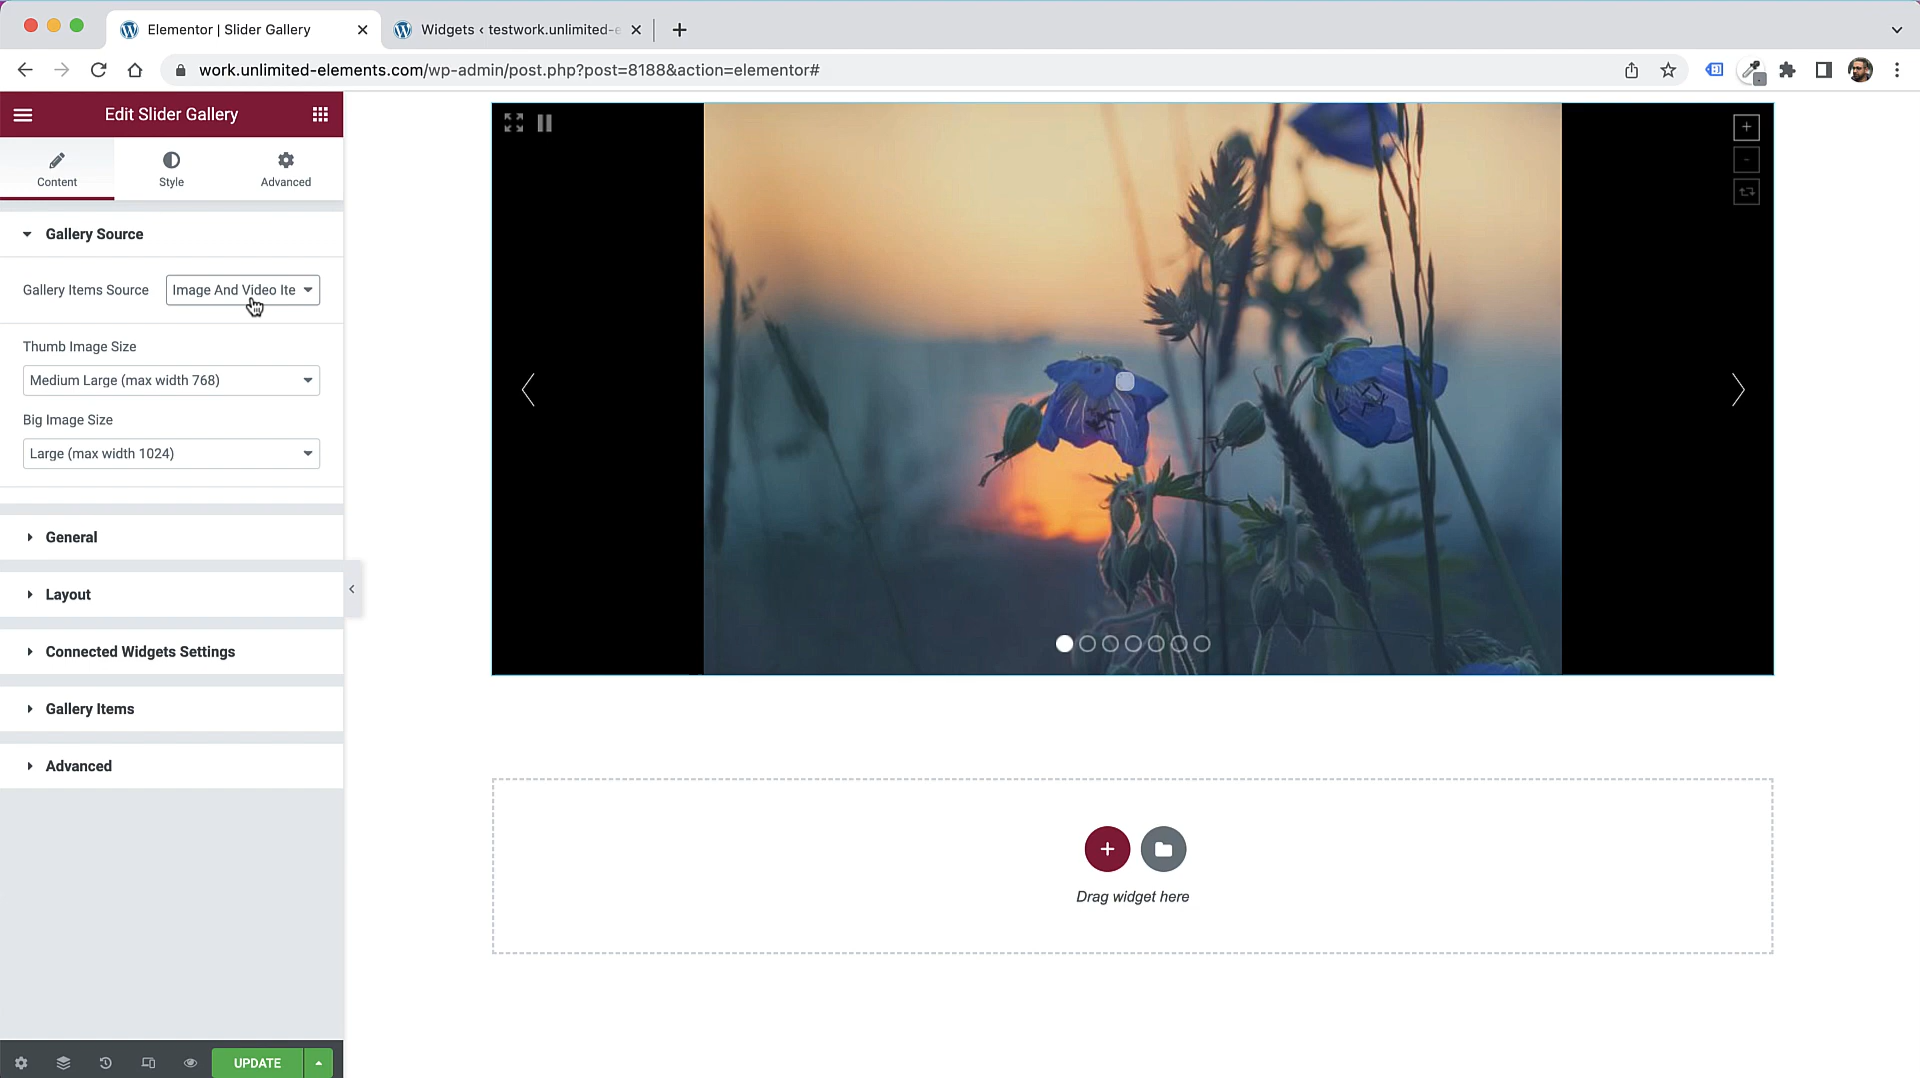 Elementor | Slider Gallery
Widgets ‹ testwork.unlimited-e
work.unlimited-elements.com/wp-admin/post.php?post=8188&action=elementor#
Edit Slider Gallery
Content
Style
Advanced
Gallery Source
Gallery Items Source
Image And Video Ite
Thumb Image Size
Medium Large (max width 768)
Big Image Size
Large (max width 1024)
General
Layout
Connected Widgets Settings
Gallery Items
Advanced
UPDATE
Drag widget here